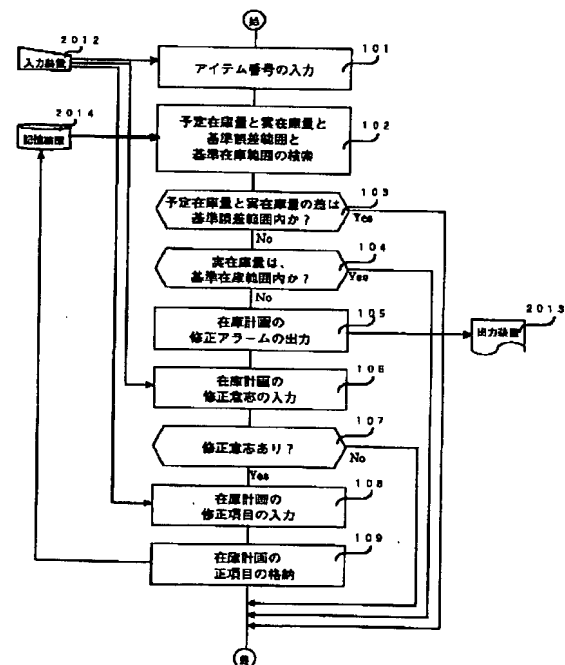 始
2012
入力装置
101
アイテム番号の入力
2014
記憶装置
予定在庫量と実在庫量と
基準誤差範囲と
基準在庫範囲の検索
102
予定在庫量と実在庫量の差は
基準誤差範囲内か？
103
Yes
No
実在庫量は、
基準在庫範囲内か？
104
Yes
No
在庫計画の
修正アラームの出力
105
2013
出力装置
在庫計画の
修正意志の入力
106
修正意志あり？
107
No
Yes
在庫計画の
修正項目の入力
108
在庫計画の
正項目の格納
109
終